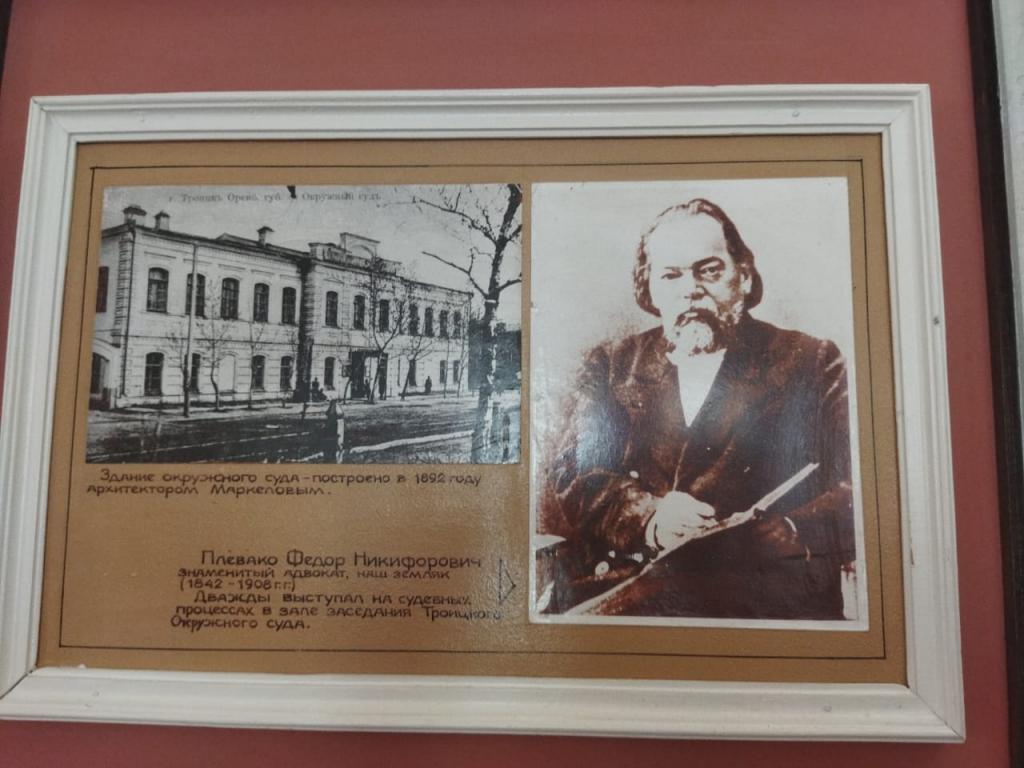 г. Троицкъ Оренб. губ. Окружный судъ
Здание окружного суда - построено в 1892 году
архитектором Маркеловым.
Плевако Федор Никифорович
знаменитый адвокат, наш земляк
(1842 - 1908 г.г.)
Дважды выступал на судебных
процессах в зале заседания Троицкого
Окружного суда.